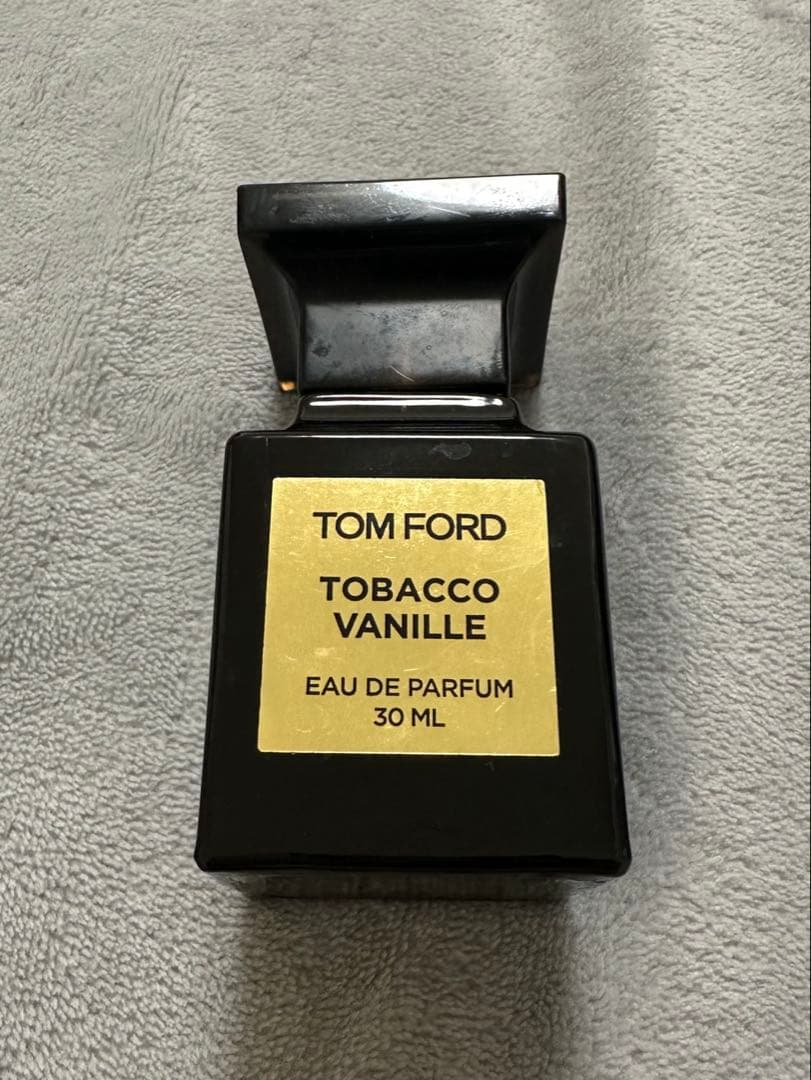 TOM FORD
TOBACCO
VANILLE
EAU DE PARFUM
30 ML